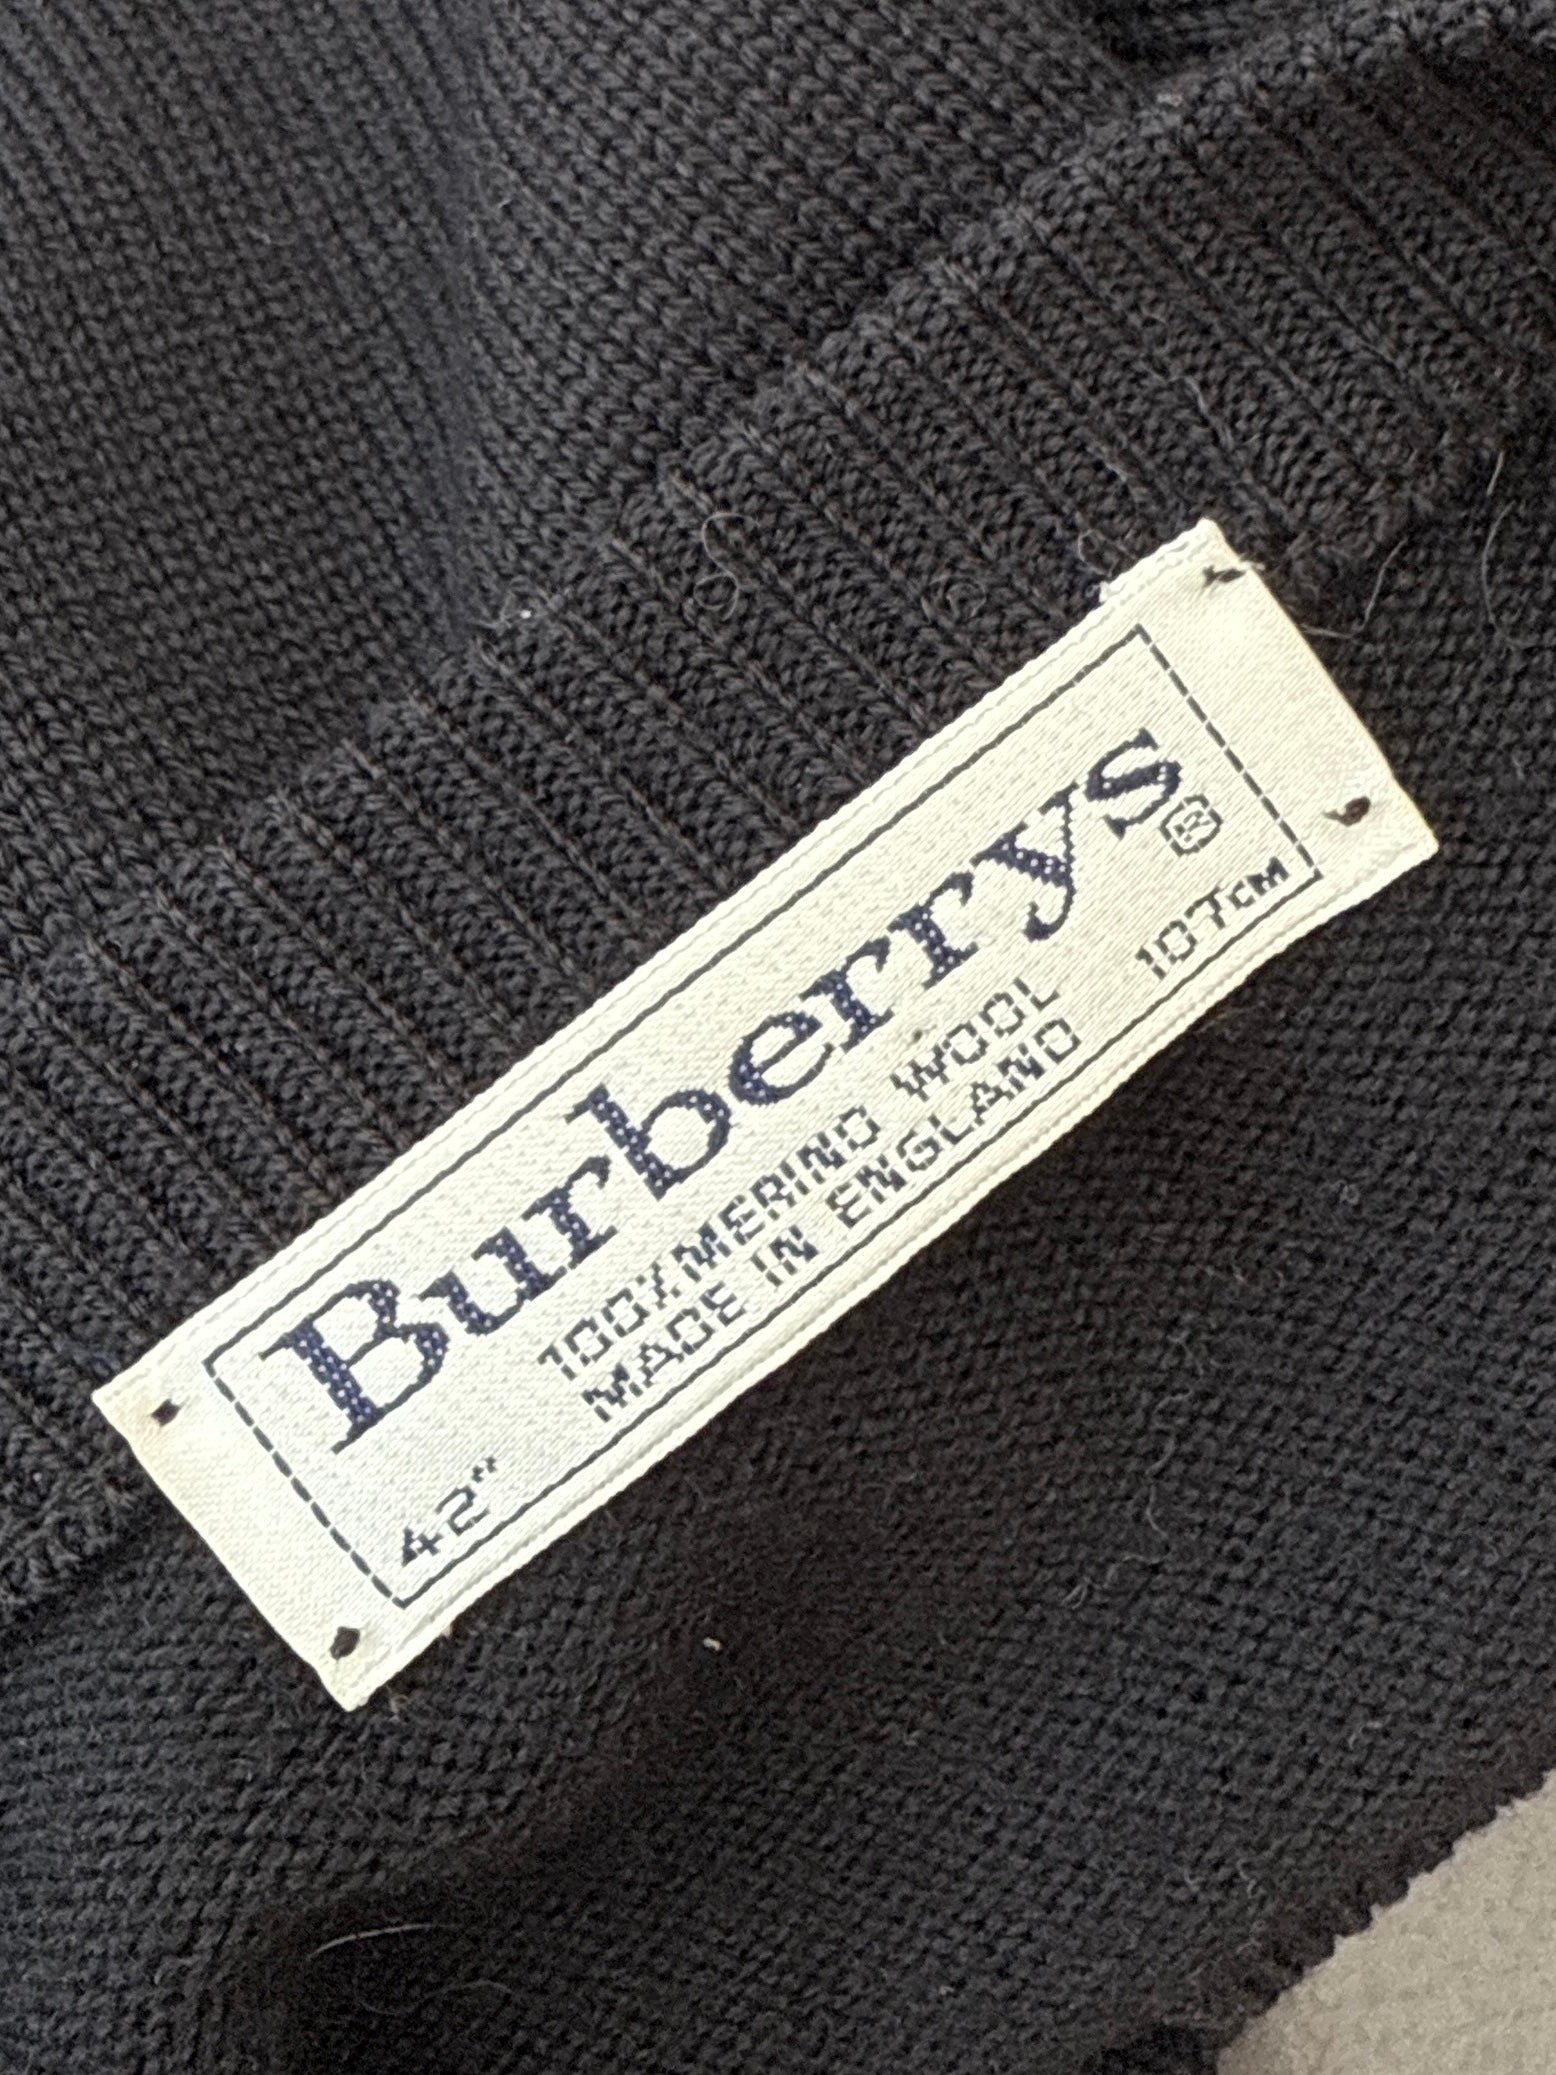 Burberrys®
100% MERINO WOOL
MADE IN ENGLAND
42" 107cm